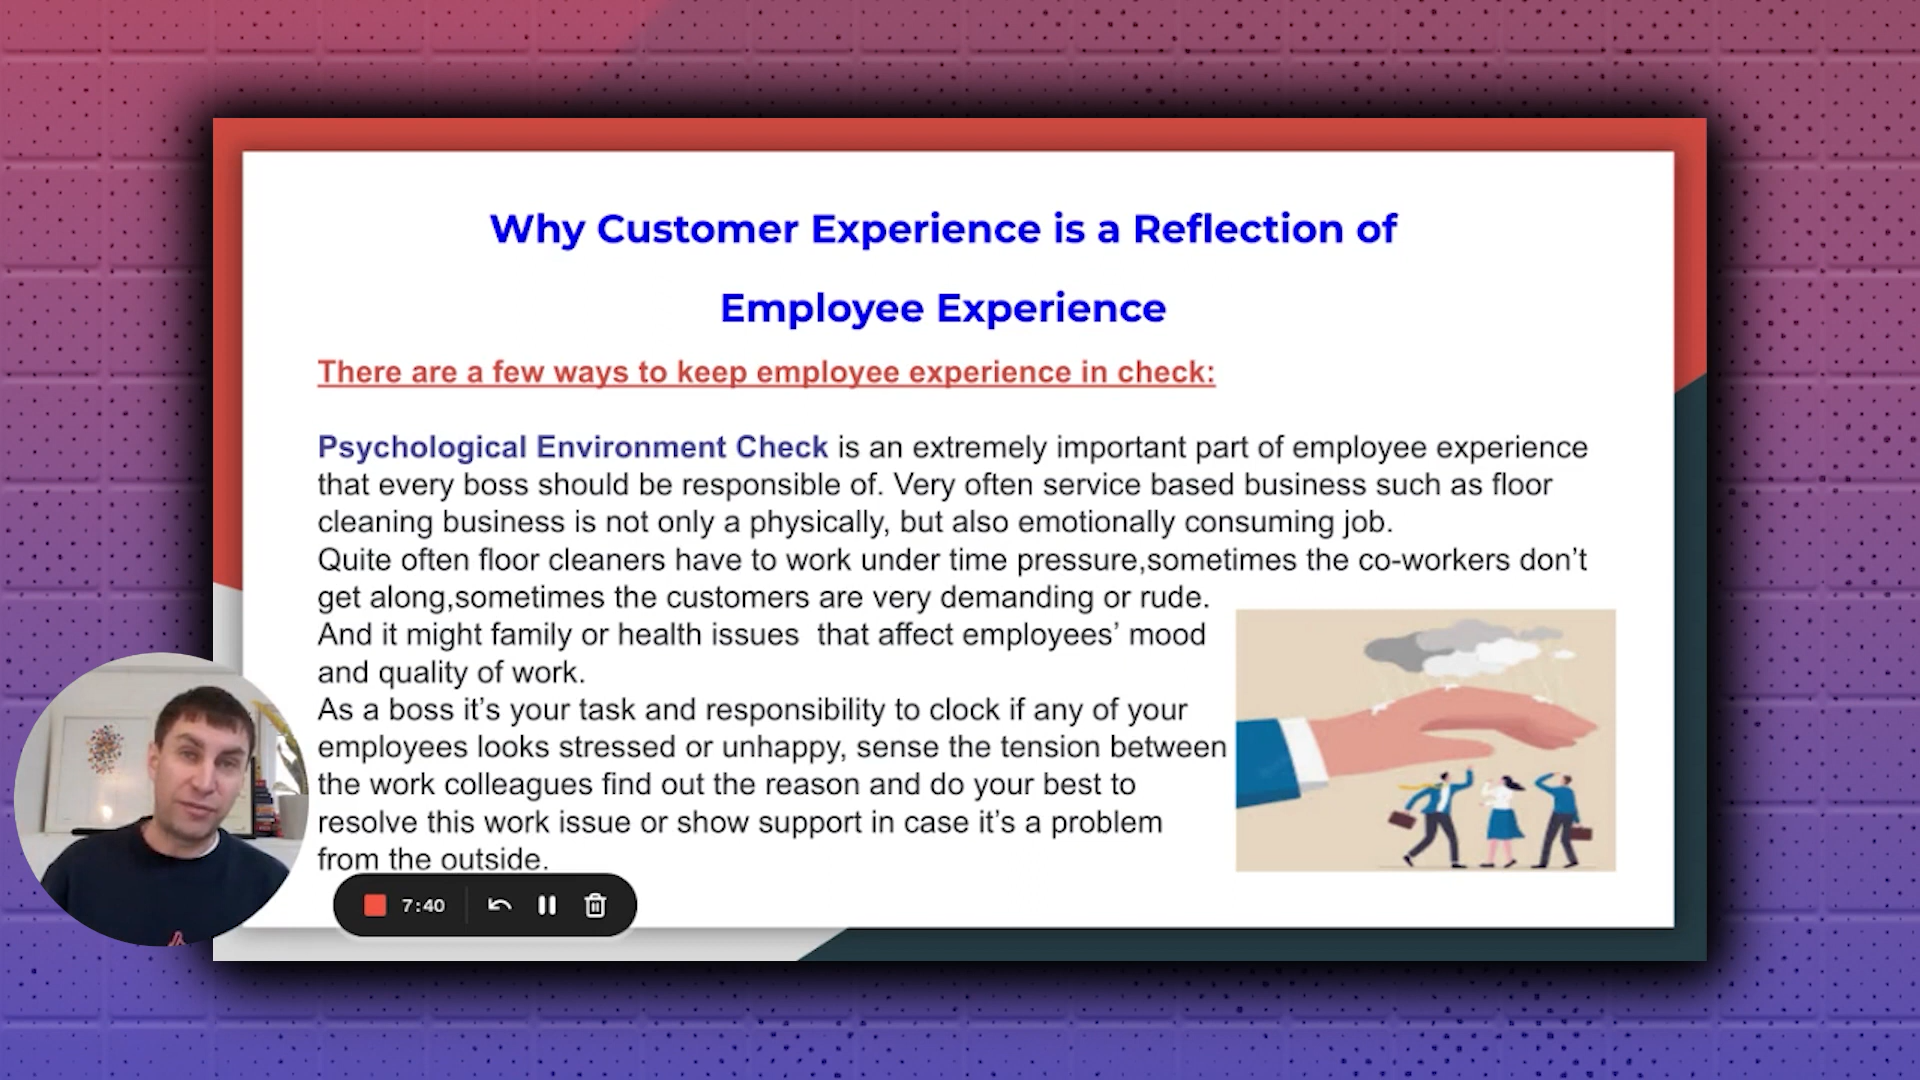 Why Customer Experience is a Reflection of
Employee Experience
There are a few ways to keep employee experience in check:
Psychological Environment Check is an extremely important part of employee experience
that every boss should be responsible of. Very often service based business such as floor
cleaning business is not only a physically, but also emotionally consuming job.
Quite often floor cleaners have to work under time pressure,sometimes the co-workers don’t
get along,sometimes the customers are very demanding or rude.
And it might family or health issues  that affect employees’ mood
and quality of work.
As a boss it’s your task and responsibility to clock if any of your
employees looks stressed or unhappy, sense the tension between
the work colleagues find out the reason and do your best to
resolve this work issue or show support in case it’s a problem
from the outside.
7:40